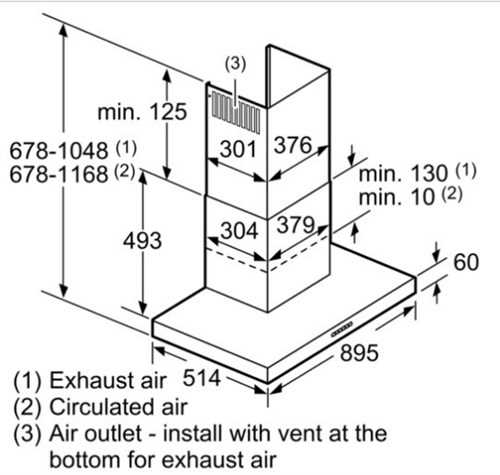 (3)
min. 125
301 376
678-1048 (1)
678-1168 (2)
min. 130 (1)
min. 10 (2)
304 379
493
60
895
514
(1) Exhaust air
(2) Circulated air
(3) Air outlet - install with vent at the
bottom for exhaust air